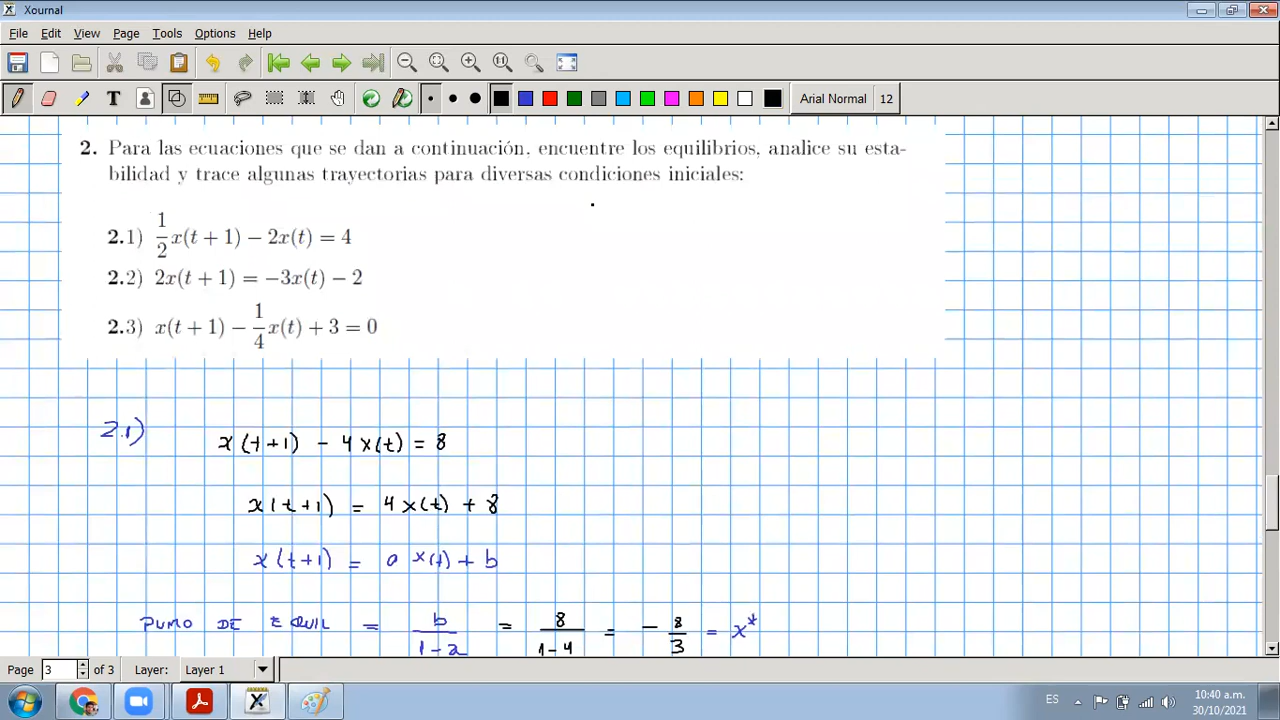 Xournal
File Edit View Page Tools Options Help
Arial Normal 12
2. Para las ecuaciones que se dan a continuación, encuentre los equilibrios, analice su esta-
bilidad y trace algunas trayectorias para diversas condiciones iniciales:
2.1) 1/2 x(t + 1) − 2x(t) = 4
2.2) 2x(t + 1) = −3x(t) − 2
2.3) x(t + 1) − 1/4 x(t) + 3 = 0
2.1) x(t+1) - 4x(t) = 8
x(t+1) = 4x(t) + 8
x(t+1) = a x(t) + b
PUNTO DE EQUIL = b/(1-a) = 8/(1-4) = - 8/3 = x*
Page 3 of 3 Layer: Layer 1
ES 10:40 a.m.
30/10/2021